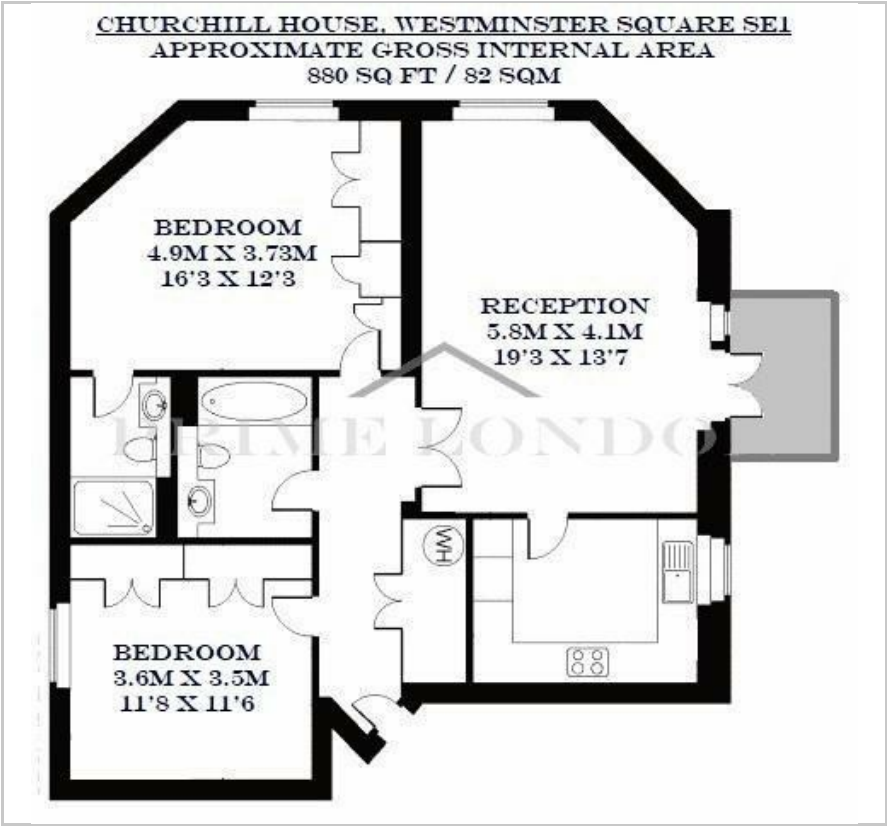 CHURCHILL HOUSE, WESTMINSTER SQUARE SE1
APPROXIMATE GROSS INTERNAL AREA
880 SQ FT / 82 SQM
BEDROOM
4.9M X 3.73M
16'3 X 12'3
RECEPTION
5.8M X 4.1M
19'3 X 13'7
PRIME LONDON
WH
BEDROOM
3.6M X 3.5M
11'8 X 11'6